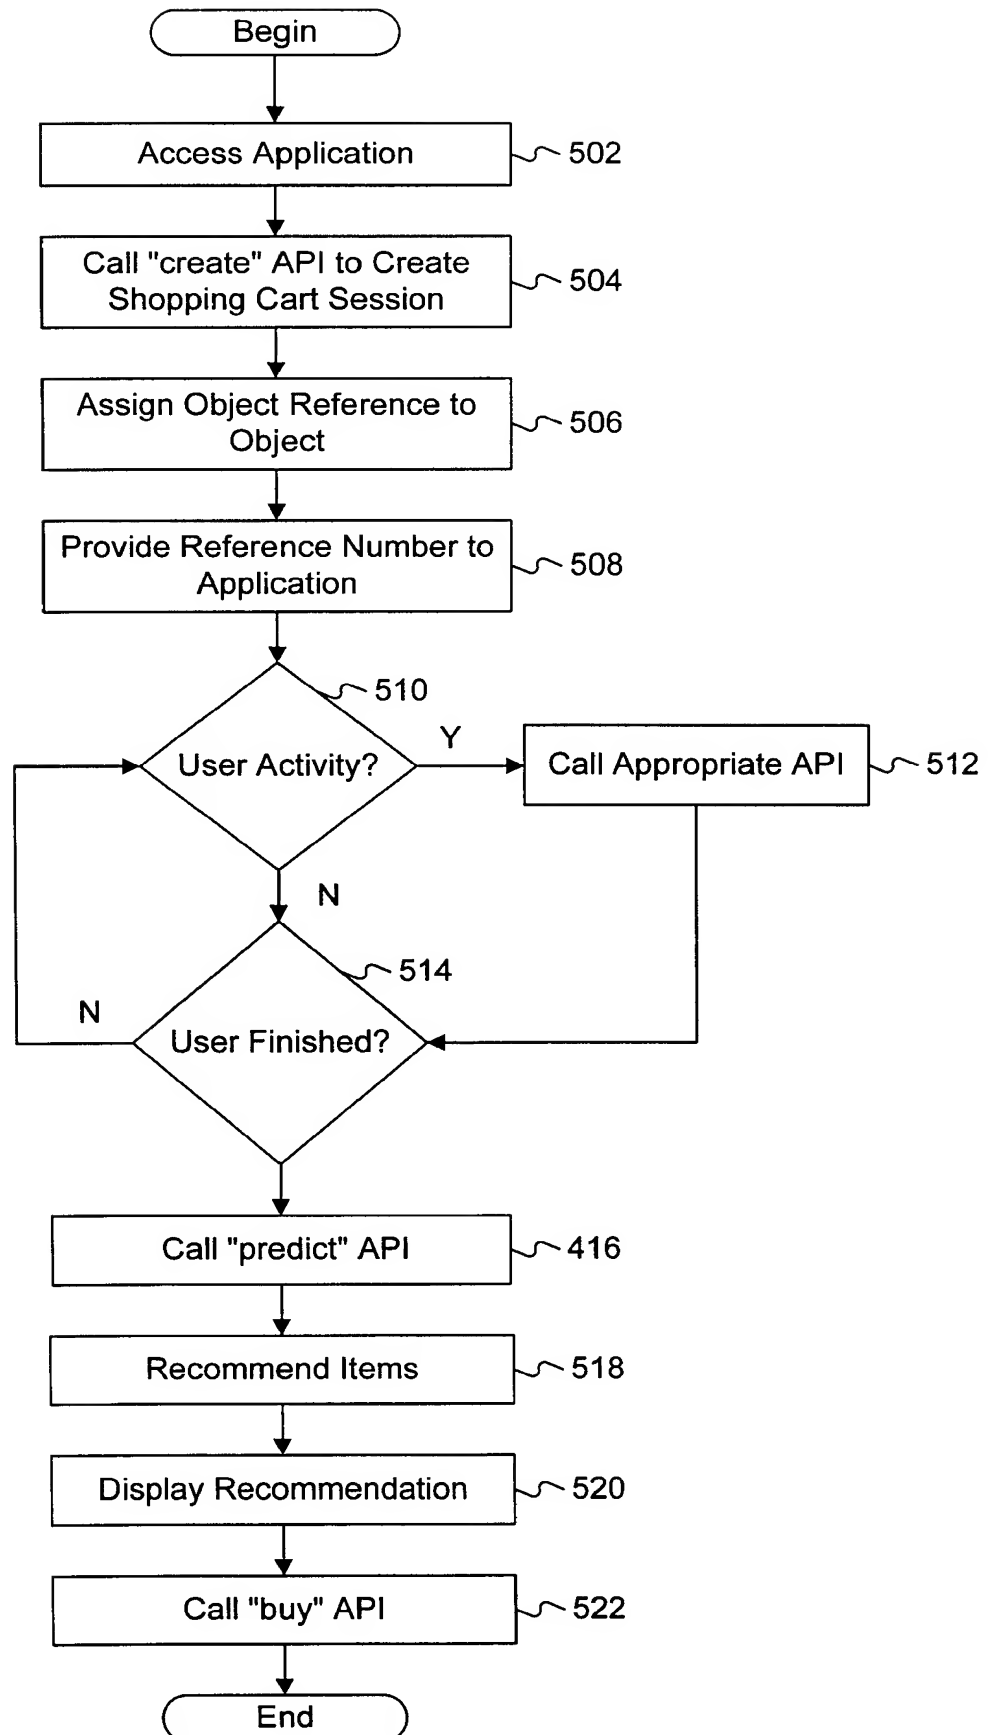 Begin
Access Application
502
Call "create" API to Create
Shopping Cart Session
504
Assign Object Reference to
Object
506
Provide Reference Number to
Application
508
510
User Activity?
Y
Call Appropriate API
512
N
514
User Finished?
N
Call "predict" API
416
Recommend Items
518
Display Recommendation
520
Call "buy" API
522
End